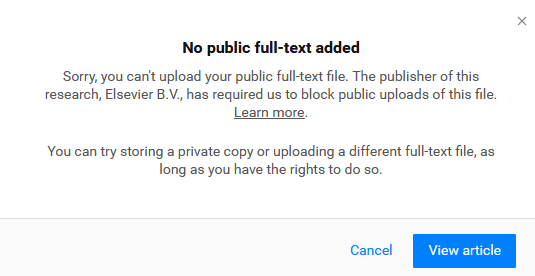 No public full-text added
Sorry, you can't upload your public full-text file. The publisher of this
research, Elsevier B.V., has required us to block public uploads of this file.
Learn more.
You can try storing a private copy or uploading a different full-text file, as
long as you have the rights to do so.
Cancel
View article